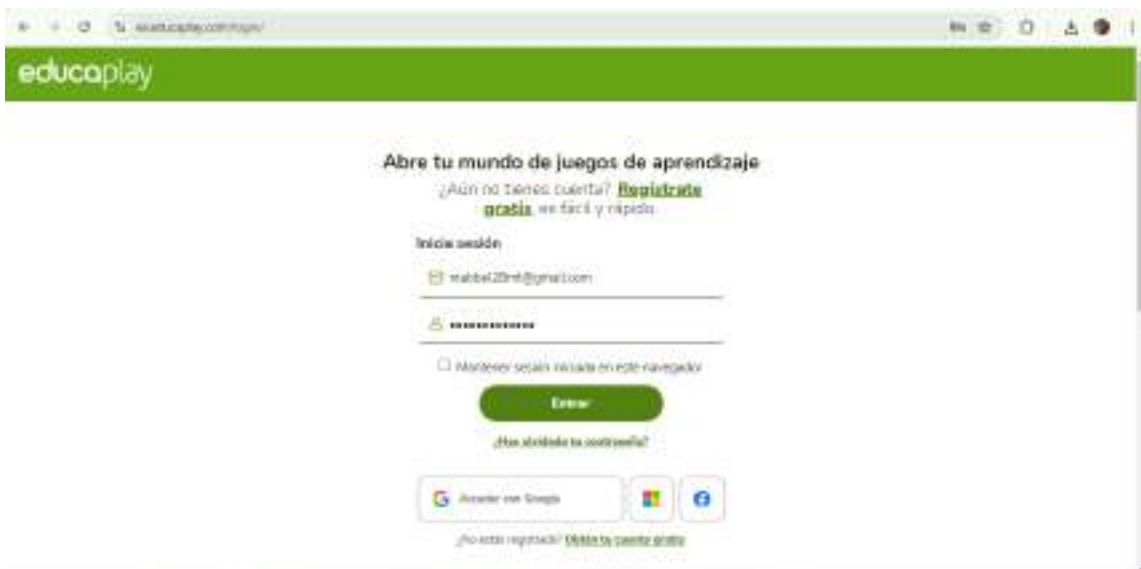 educaplay
Abre tu mundo de juegos de aprendizaje
¿Aún no tienes cuenta? Regístrate
gratis, es fácil y rápido
Inicia sesión
Mantener sesión iniciada en este navegador
Entrar
¿Has olvidado tu contraseña?
Acceder con Google
¿No estás registrado? Obtén tu cuenta gratis